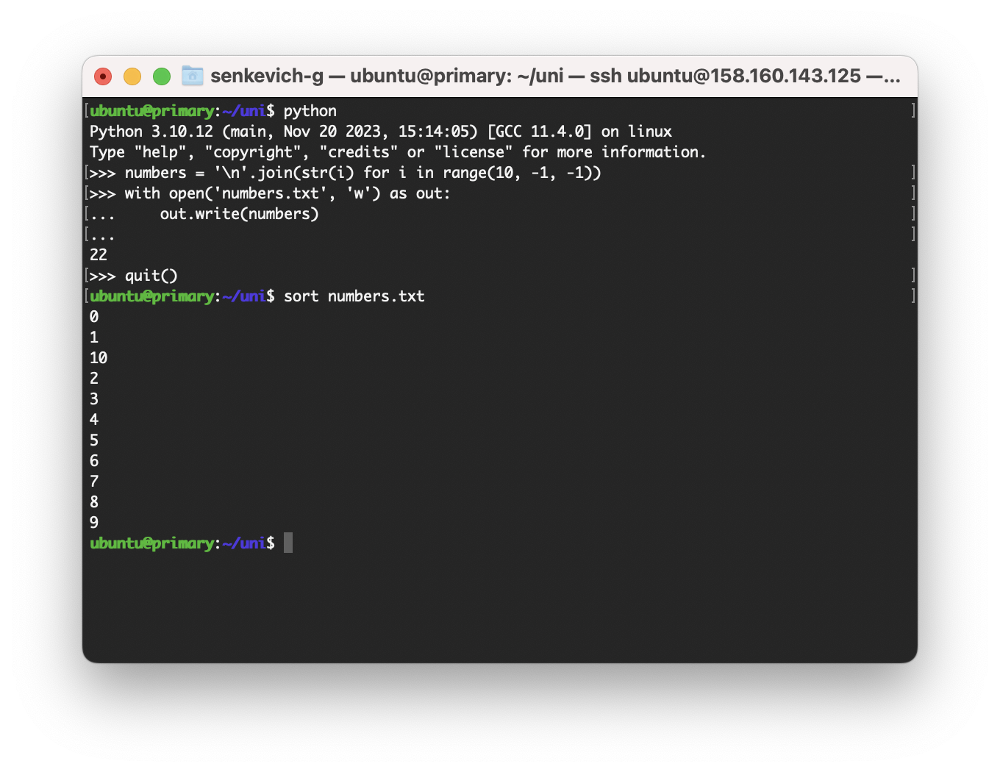 senkevich-g — ubuntu@primary: ~/uni — ssh ubuntu@158.160.143.125 —...
[ubuntu@primary:~/uni$ python ]
Python 3.10.12 (main, Nov 20 2023, 15:14:05) [GCC 11.4.0] on linux
Type "help", "copyright", "credits" or "license" for more information.
[>>> numbers = '\n'.join(str(i) for i in range(10, -1, -1)) ]
[>>> with open('numbers.txt', 'w') as out: ]
[...     out.write(numbers) ]
[... ]
22
[>>> quit() ]
[ubuntu@primary:~/uni$ sort numbers.txt ]
0
1
10
2
3
4
5
6
7
8
9
ubuntu@primary:~/uni$